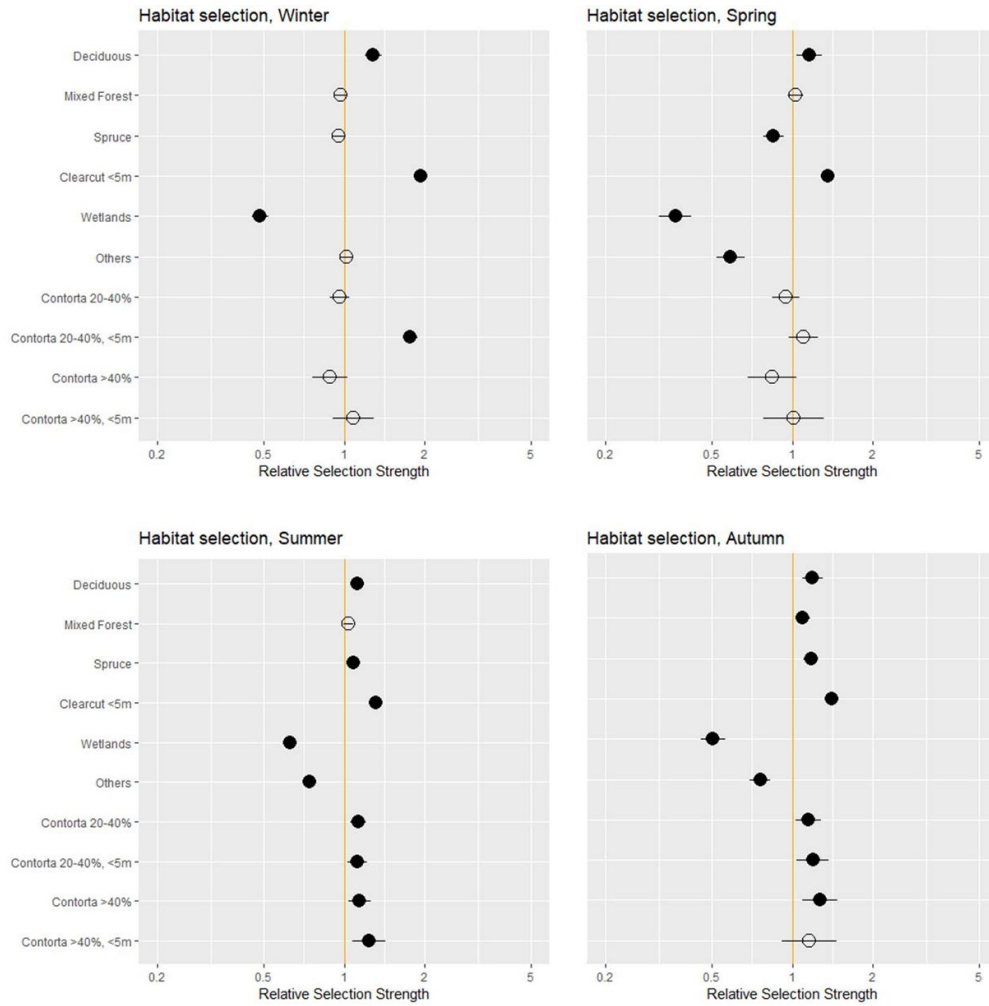 Habitat selection, Winter
Deciduous
Mixed Forest
Spruce
Clearcut <5m
Wetlands
Others
Contorta 20-40%
Contorta 20-40%, <5m
Contorta >40%
Contorta >40%, <5m
0.2 0.5 1 2 5
Relative Selection Strength
Habitat selection, Spring
0.2 0.5 1 2 5
Relative Selection Strength
Habitat selection, Summer
Deciduous
Mixed Forest
Spruce
Clearcut <5m
Wetlands
Others
Contorta 20-40%
Contorta 20-40%, <5m
Contorta >40%
Contorta >40%, <5m
0.2 0.5 1 2 5
Relative Selection Strength
Habitat selection, Autumn
0.2 0.5 1 2 5
Relative Selection Strength